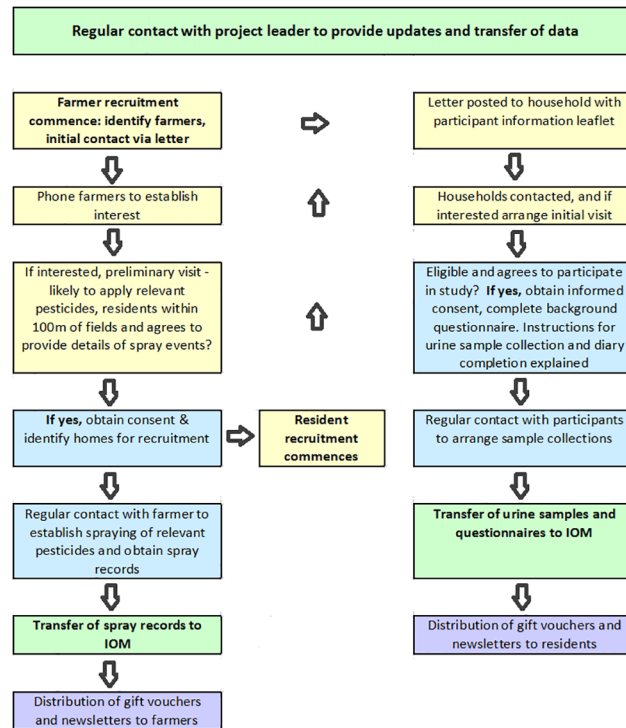 Regular contact with project leader to provide updates and transfer of data
Farmer recruitment
commence: identify farmers,
initial contact via letter
Phone farmers to establish
interest
If interested, preliminary visit -
likely to apply relevant
pesticides, residents within
100m of fields and agrees to
provide details of spray events?
If yes, obtain consent &
identify homes for recruitment
Regular contact with farmer to
establish spraying of relevant
pesticides and obtain spray
records
Transfer of spray records to
IOM
Distribution of gift vouchers
and newsletters to farmers
Resident
recruitment
commences
Letter posted to household with
participant information leaflet
Households contacted, and if
interested arrange initial visit
Eligible and agrees to participate
in study? If yes, obtain informed
consent, complete background
questionnaire. Instructions for
urine sample collection and diary
completion explained
Regular contact with participants
to arrange sample collections
Transfer of urine samples and
questionnaires to IOM
Distribution of gift vouchers and
newsletters to residents